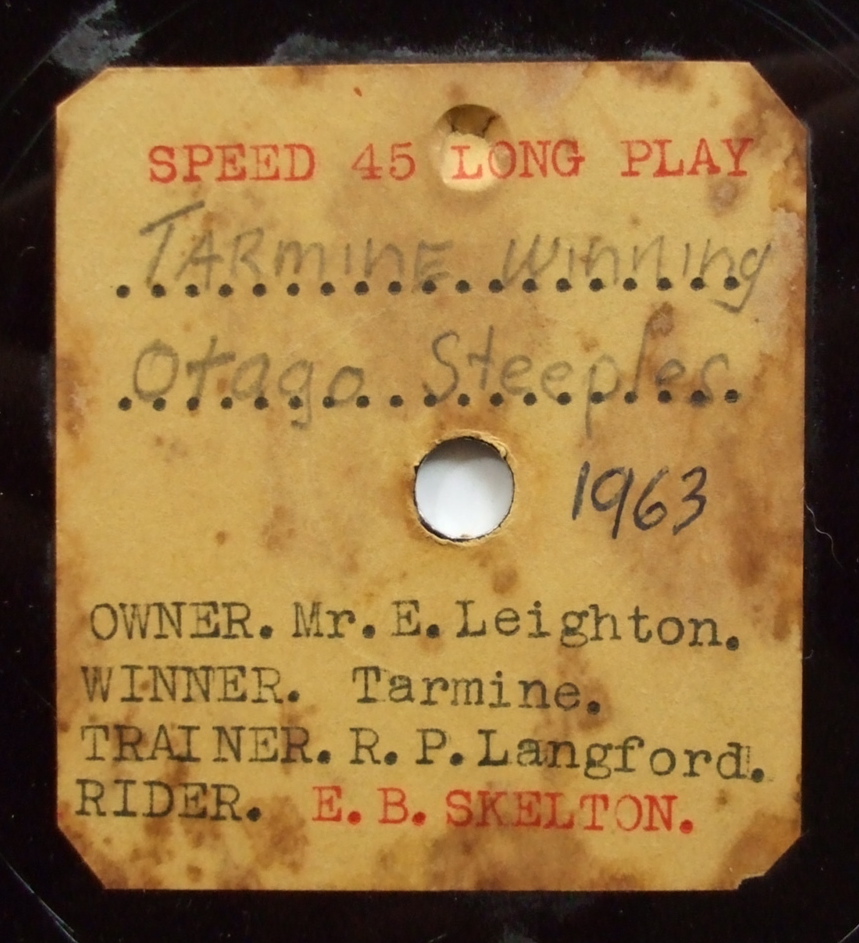 SPEED 45 LONG PLAY
TARminE Winning
Otago Steeples.
1963
OWNER. Mr. E. Leighton.
WINNER. Tarmine.
TRAINER. R. P. Langford.
RIDER. E. B. SKELTON.